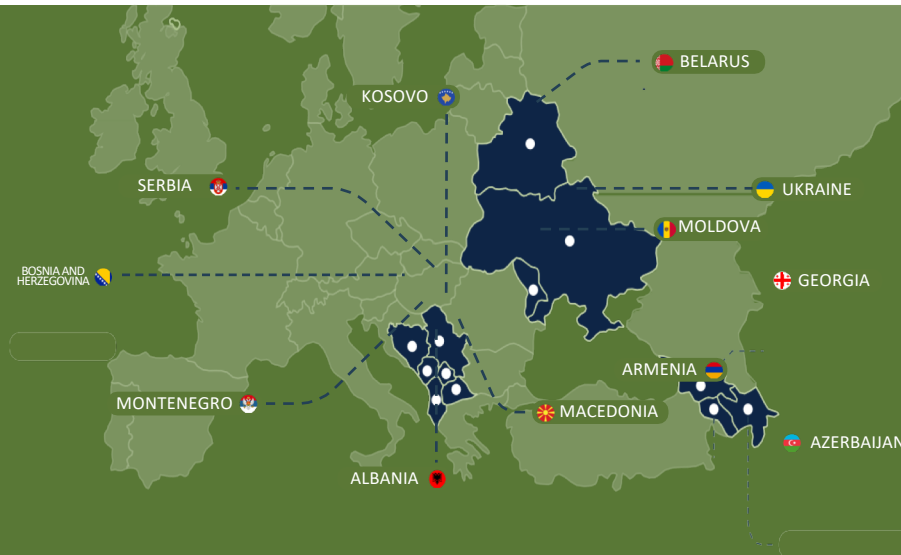 BELARUS
KOSOVO
SERBIA
UKRAINE
MOLDOVA
BOSNIA AND
HERZEGOVINA
GEORGIA
ARMENIA
MONTENEGRO
MACEDONIA
AZERBAIJAN
ALBANIA